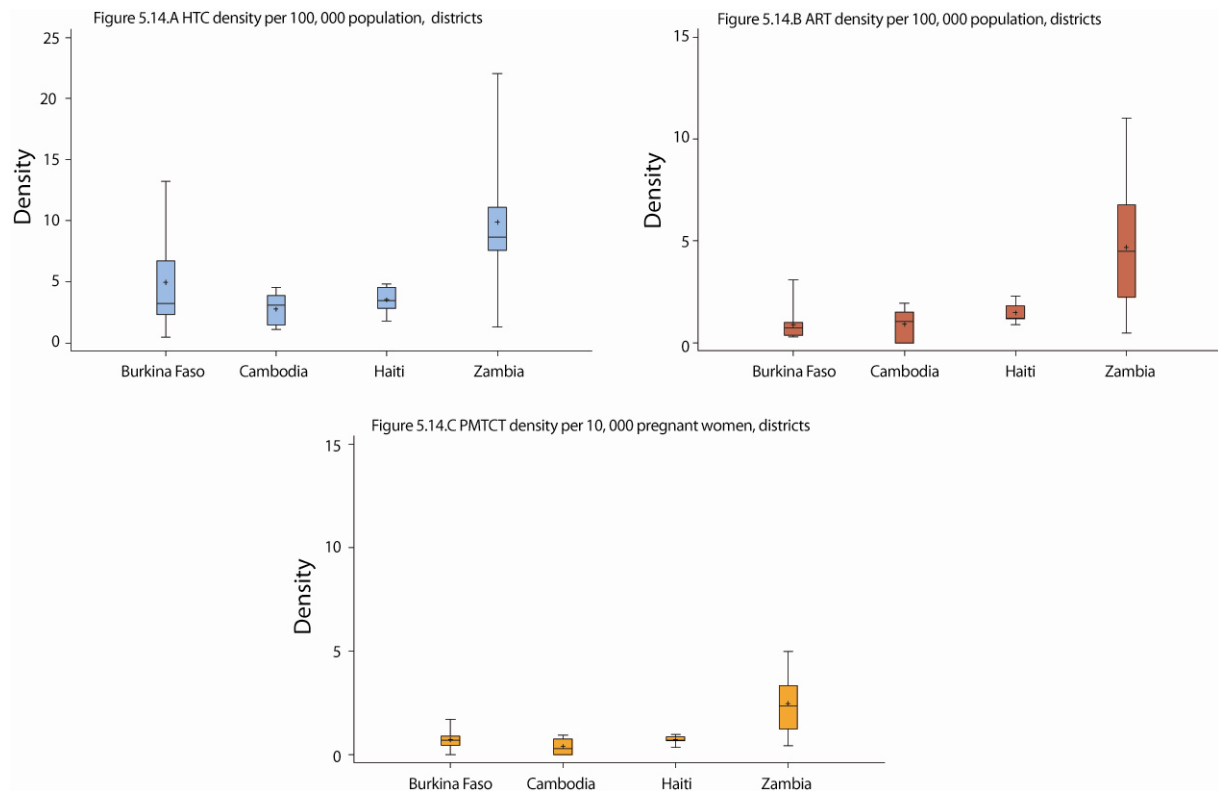 Figure 5.14.A HTC density per 100, 000 population, districts
25
20
15
10
5
0
Density
Burkina Faso Cambodia Haiti Zambia
Figure 5.14.B ART density per 100, 000 population, districts
15
10
5
0
Density
Burkina Faso Cambodia Haiti Zambia
Figure 5.14.C PMTCT density per 10, 000 pregnant women, districts
15
10
5
0
Density
Burkina Faso Cambodia Haiti Zambia